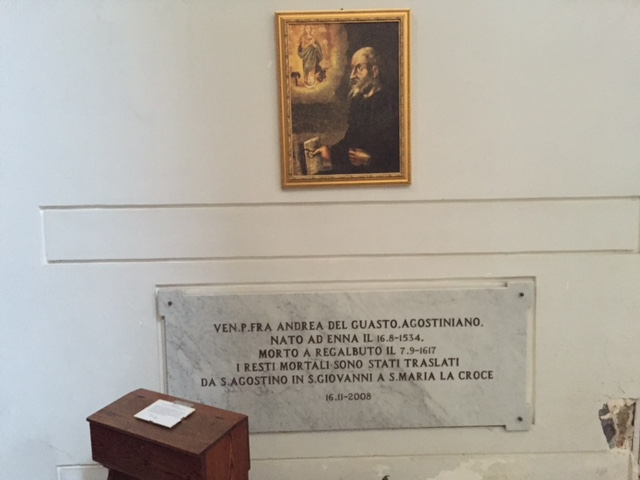 VEN.P.FRA ANDREA DEL GUASTO.AGOSTINIANO.
NATO AD ENNA IL 16.8-1534.
MORTO A REGALBUTO IL 7.9-1617
I RESTI MORTALI SONO STATI TRASLATI
DA S.AGOSTINO IN S.GIOVANNI A S.MARIA LA CROCE
16.11-2008